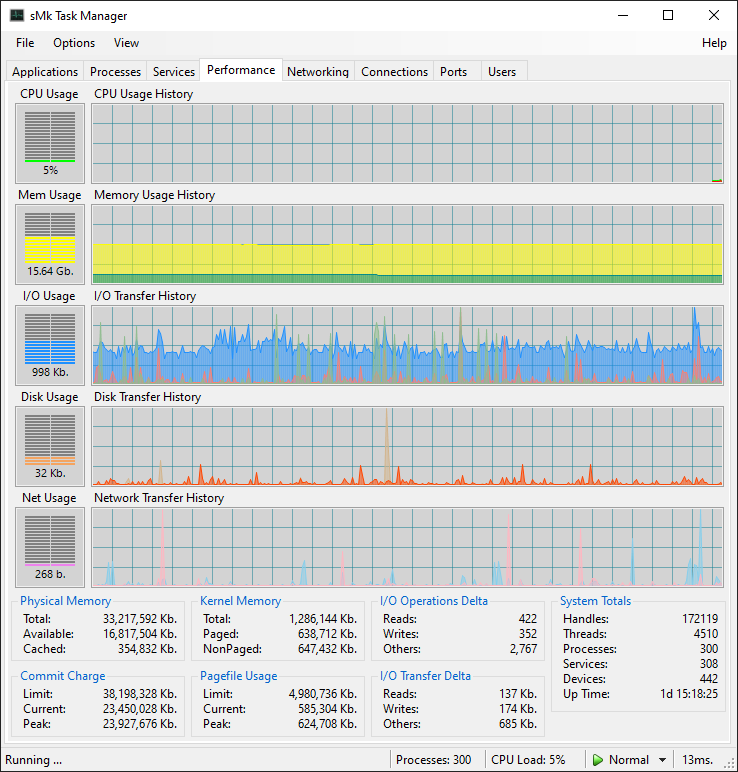 sMk Task Manager
File Options View Help
Applications Processes Services Performance Networking Connections Ports Users
CPU Usage CPU Usage History
5%
Mem Usage Memory Usage History
15.64 Gb.
I/O Usage I/O Transfer History
998 Kb.
Disk Usage Disk Transfer History
32 Kb.
Net Usage Network Transfer History
268 b.
Physical Memory Kernel Memory I/O Operations Delta System Totals
Total: 33,217,592 Kb. Total: 1,286,144 Kb. Reads: 422 Handles: 172119
Available: 16,817,504 Kb. Paged: 638,712 Kb. Writes: 352 Threads: 4510
Cached: 354,832 Kb. NonPaged: 647,432 Kb. Others: 2,767 Processes: 300
Services: 308
Commit Charge Pagefile Usage I/O Transfer Delta Devices: 442
Limit: 38,198,328 Kb. Limit: 4,980,736 Kb. Reads: 137 Kb. Up Time: 1d 15:18:25
Current: 23,450,028 Kb. Current: 585,304 Kb. Writes: 174 Kb.
Peak: 23,927,676 Kb. Peak: 624,708 Kb. Others: 685 Kb.
Running ... Processes: 300 CPU Load: 5% Normal 13ms.